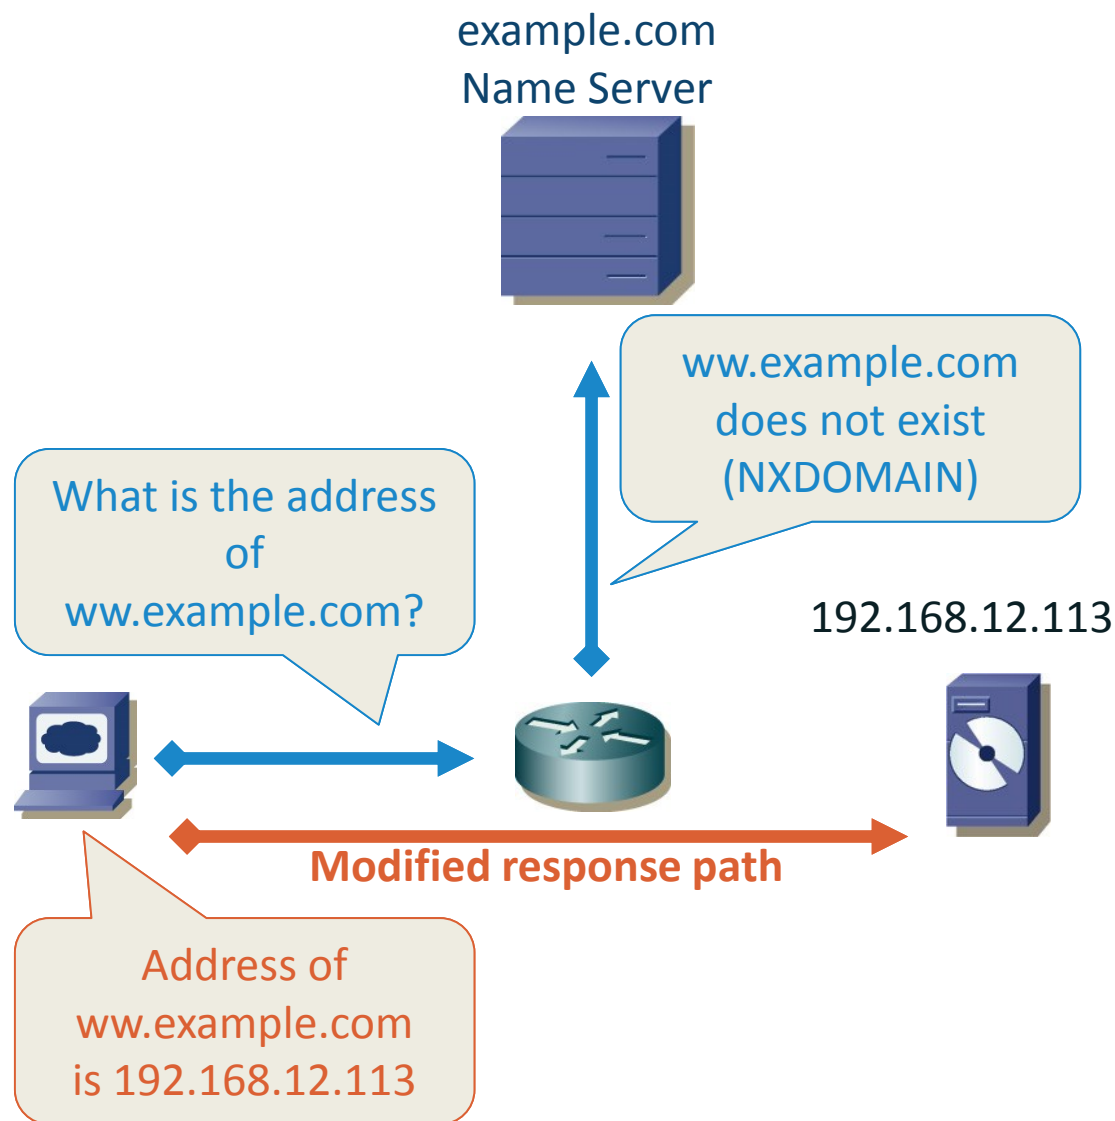 example.com
Name Server
ww.example.com
does not exist
(NXDOMAIN)
What is the address
of
ww.example.com?
192.168.12.113
Modified response path
Address of
ww.example.com
is 192.168.12.113